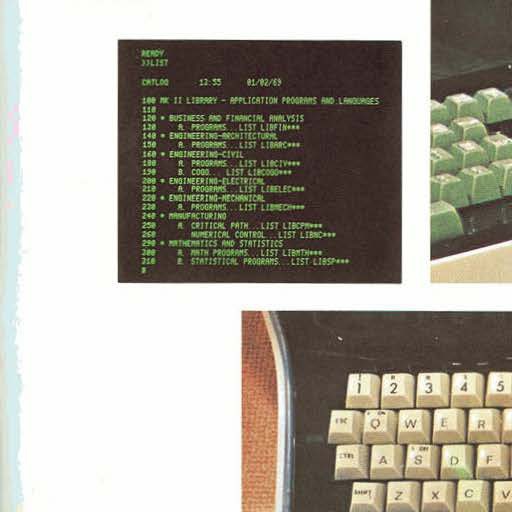 READY
>>LIST
CATLOG 12:55 01/02/69
100 MK II LIBRARY - APPLICATION PROGRAMS AND LANGUAGES
110
120 * BUSINESS AND FINANCIAL ANALYSIS
120 A. PROGRAMS...LIST LIBFIN***
140 * ENGINEERING-ARCHITECTURAL
150 A. PROGRAMS...LIST LIBARC***
160 * ENGINEERING-CIVIL
180 A. PROGRAMS...LIST LIBCIV***
190 B. COGO...LIST LIBCOGO***
200 * ENGINEERING-ELECTRICAL
210 A. PROGRAMS...LIST LIBELEC***
220 * ENGINEERING-MECHANICAL
220 A. PROGRAMS...LIST LIBMECH***
240 * MANUFACTURING
250 A. CRITICAL PATH...LIST LIBCPM***
260 NUMERICAL CONTROL...LIST LIBNC***
290 * MATHEMATICS AND STATISTICS
300 A. MATH PROGRAMS...LIST LIBMTH***
310 B. STATISTICAL PROGRAMS...LIST LIBSP***
1 2 3 4 5
ESC Q W E R
CTRL A S D F
SHIFT Z X C V